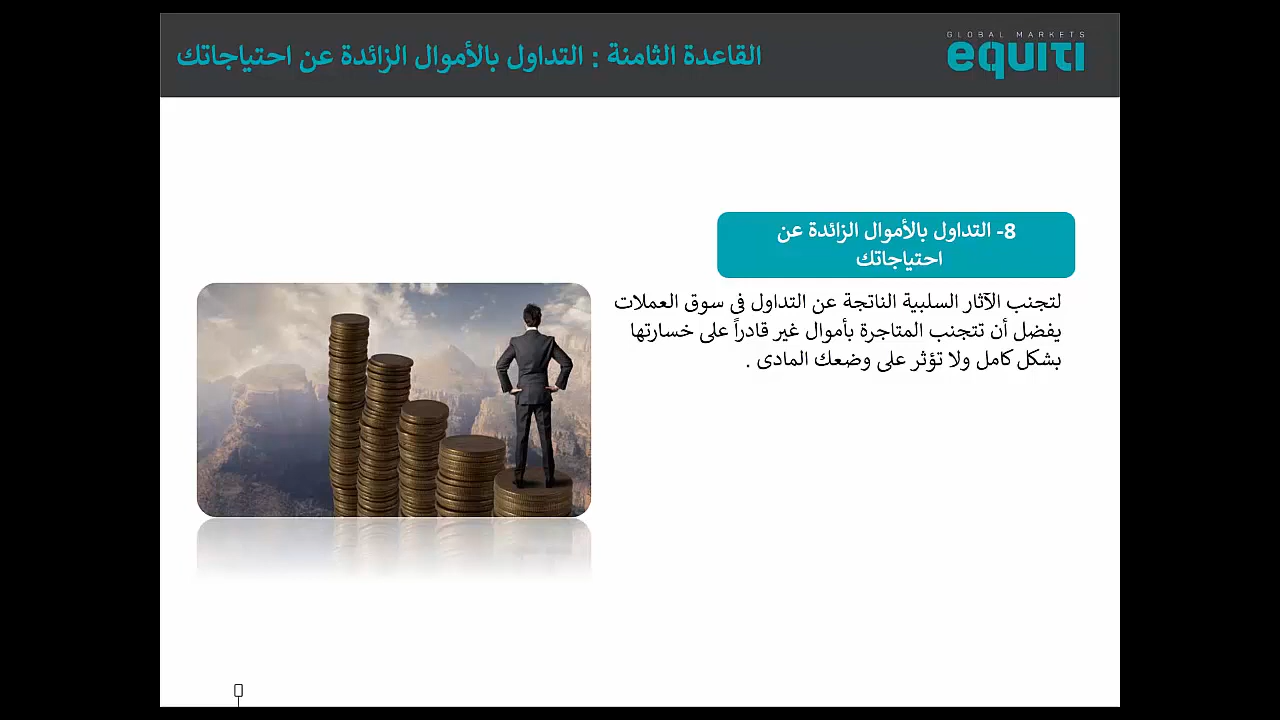 القاعدة الثامنة : التداول بالأموال الزائدة عن احتياجاتك
GLOBAL MARKETS
equiti
8- التداول بالأموال الزائدة عن
احتياجاتك
لتجنب الآثار السلبية الناتجة عن التداول فى سوق العملات
يفضل أن تتجنب المتاجرة بأموال غير قادراً على خسارتها
بشكل كامل ولا تؤثر على وضعك المادى .